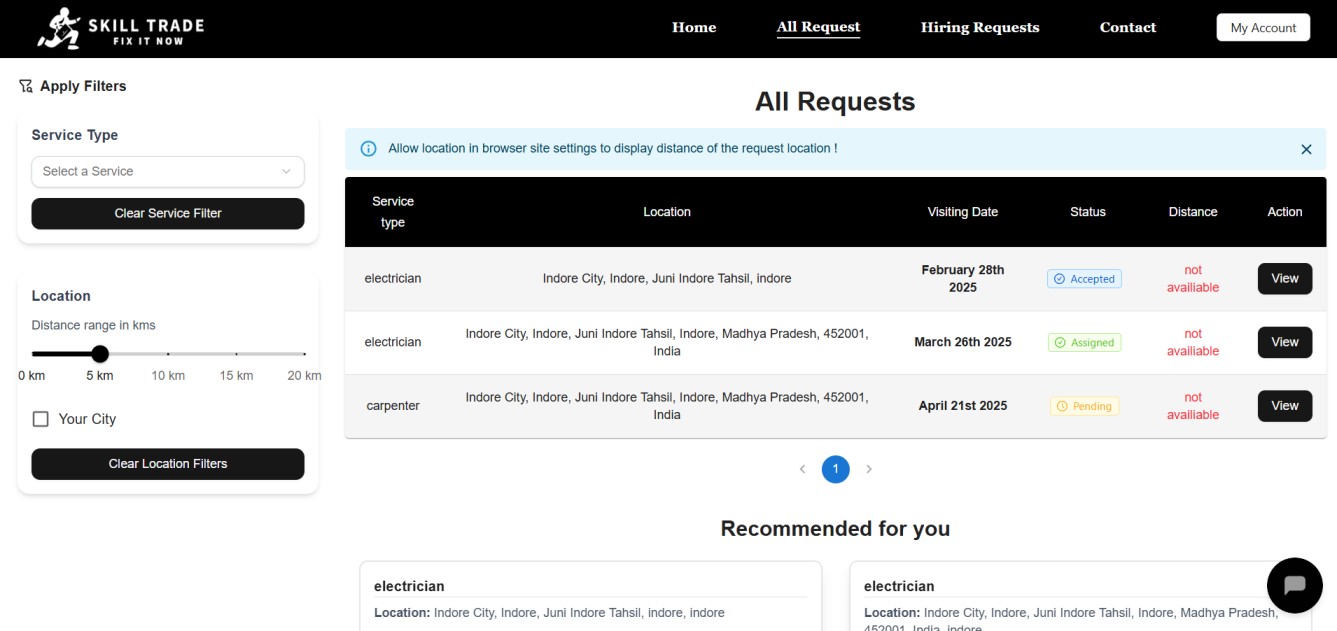 SKILL TRADE
FIX IT NOW
Home
All Request
Hiring Requests
Contact
My Account
Apply Filters
Service Type
Select a Service
Clear Service Filter
Location
Distance range in kms
0 km
5 km
10 km
15 km
20 km
Your City
Clear Location Filters
All Requests
Allow location in browser site settings to display distance of the request location !
Service
type
Location
Visiting Date
Status
Distance
Action
electrician
Indore City, Indore, Juni Indore Tahsil, indore
February 28th
2025
Accepted
not
availiable
View
electrician
Indore City, Indore, Juni Indore Tahsil, Indore, Madhya Pradesh, 452001,
India
March 26th 2025
Assigned
not
availiable
View
carpenter
Indore City, Indore, Juni Indore Tahsil, Indore, Madhya Pradesh, 452001,
India
April 21st 2025
Pending
not
availiable
View
1
Recommended for you
electrician
Location: Indore City, Indore, Juni Indore Tahsil, indore, indore
electrician
Location: Indore City, Indore, Juni Indore Tahsil, Indore, Madhya Pradesh,
452001, India, indore